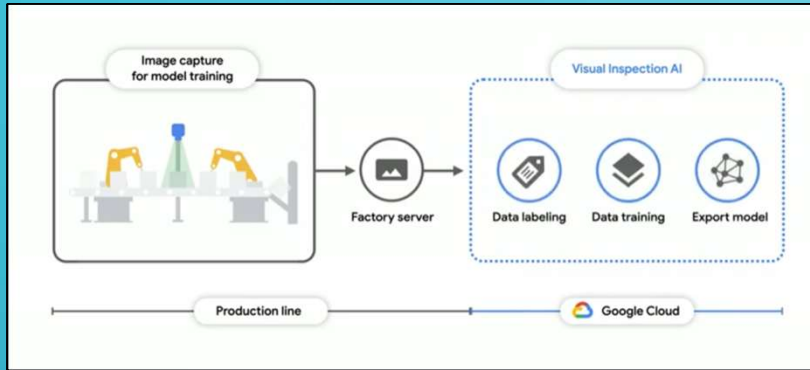 Image capture
for model training
Visual Inspection AI
Factory server
Data labeling
Data training
Export model
Production line
Google Cloud